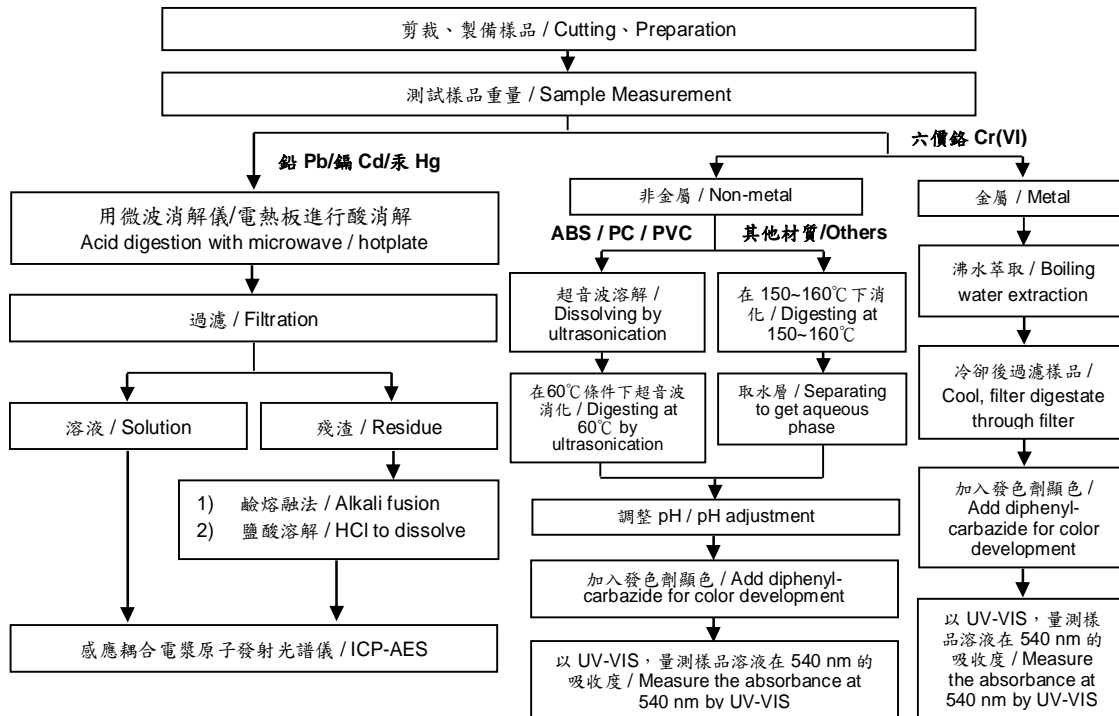 剪裁、製備樣品 / Cutting、Preparation
測試樣品重量 / Sample Measurement
鉛 Pb/鎘 Cd/汞 Hg
六價鉻 Cr(VI)
用微波消解儀/電熱板進行酸消解
Acid digestion with microwave / hotplate
過濾 / Filtration
溶液 / Solution
殘渣 / Residue
1) 鹼熔融法 / Alkali fusion
2) 鹽酸溶解 / HCl to dissolve
感應耦合電漿原子發射光譜儀 / ICP-AES
非金屬 / Non-metal
ABS / PC / PVC
其他材質/Others
超音波溶解 /
Dissolving by
ultrasonication
在 150~160℃下消
化 / Digesting at
150~160℃
在60℃條件下超音波
消化 / Digesting at
60℃ by
ultrasonication
取水層 / Separating
to get aqueous
phase
調整 pH / pH adjustment
加入發色劑顯色 / Add diphenyl-
carbazide for color development
以 UV-VIS，量測樣品溶液在 540 nm 的
吸收度 / Measure the absorbance at
540 nm by UV-VIS
金屬 / Metal
沸水萃取 / Boiling
water extraction
冷卻後過濾樣品 /
Cool, filter digestate
through filter
加入發色劑顯色 /
Add diphenyl-
carbazide for color
development
以 UV-VIS，量測樣
品溶液在 540 nm 的
吸收度 / Measure
the absorbance at
540 nm by UV-VIS